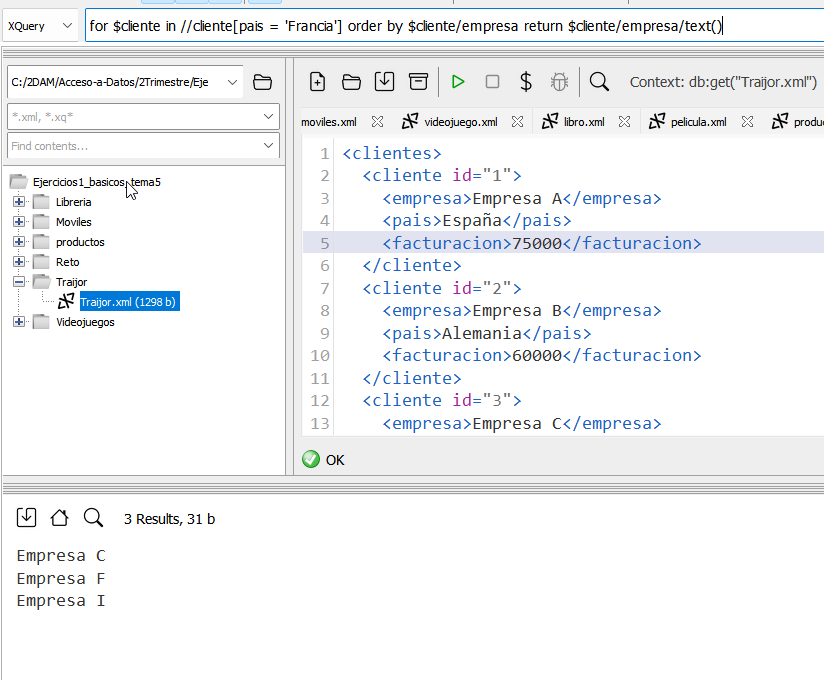 XQuery
for $cliente in //cliente[pais = 'Francia'] order by $cliente/empresa return $cliente/empresa/text()
C:/2DAM/Acceso-a-Datos/2Trimestre/Eje
*.xml, *.xq*
Find contents...
Ejercicios1_basicos_tema5
Libreria
Moviles
productos
Reto
Traijor
Traijor.xml (1298 b)
Videojuegos
$ Context: db:get("Traijor.xml")
moviles.xml videojuego.xml libro.xml pelicula.xml produc
1 <clientes>
2 <cliente id="1">
3 <empresa>Empresa A</empresa>
4 <pais>España</pais>
5 <facturacion>75000</facturacion>
6 </cliente>
7 <cliente id="2">
8 <empresa>Empresa B</empresa>
9 <pais>Alemania</pais>
10 <facturacion>60000</facturacion>
11 </cliente>
12 <cliente id="3">
13 <empresa>Empresa C</empresa>
OK
3 Results, 31 b
Empresa C
Empresa F
Empresa I